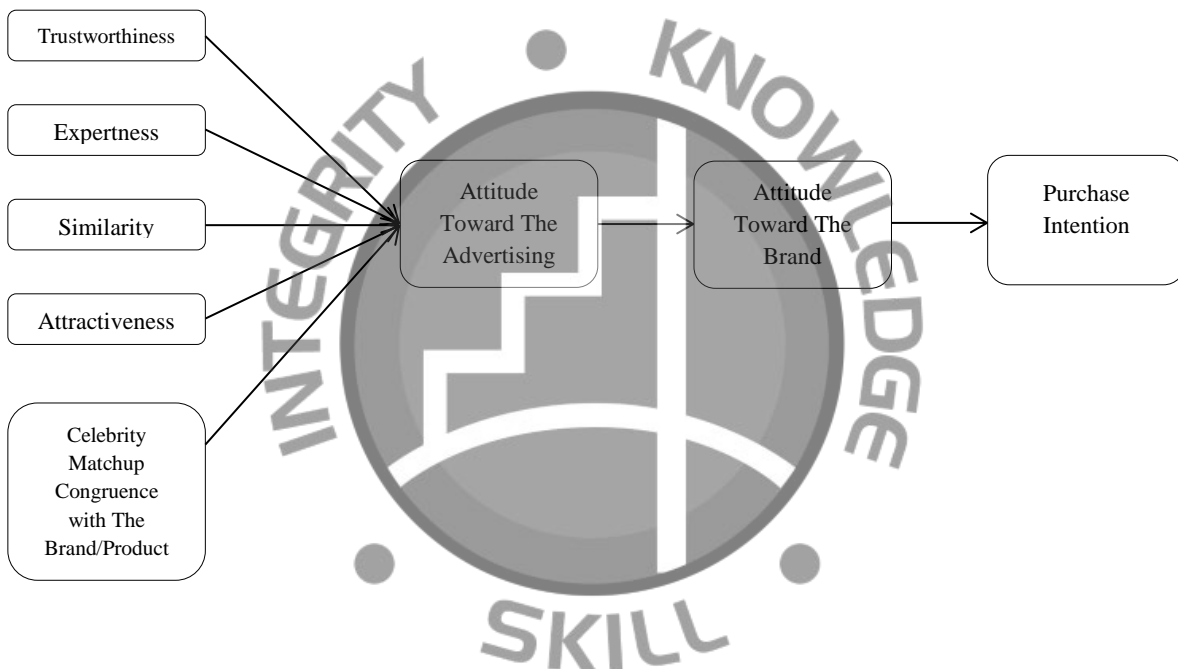 Trustworthiness
Expertness
Similarity
Attractiveness
Celebrity
Matchup
Congruence
with The
Brand/Product
Attitude
Toward The
Advertising
Attitude
Toward The
Brand
Purchase
Intention
INTEGRITY
KNOWLEDGE
SKILL